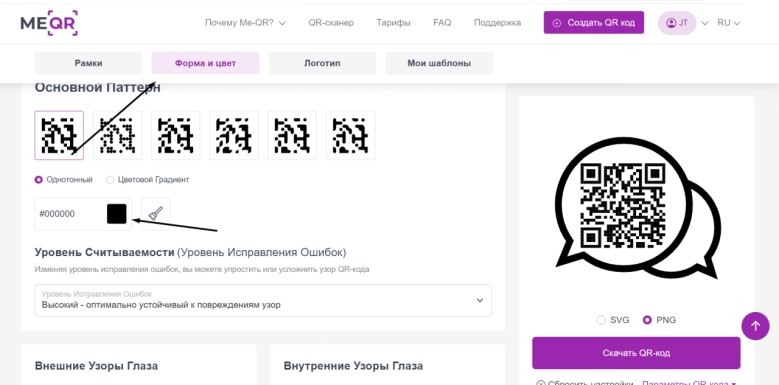 MEQR
Почему Me-QR?
QR-сканер
Тарифы
FAQ
Поддержка
Создать QR код
JT
RU
Рамки
Форма и цвет
Логотип
Мои шаблоны
Основной Паттерн
Однотонный
Цветовой Градиент
#000000
Уровень Считываемости (Уровень Исправления Ошибок)
Изменяя уровень исправления ошибок, вы можете упростить или усложнить узор QR-кода
Уровень Исправления Ошибок
Высокий - оптимально устойчивый к повреждениям узор
Внешние Узоры Глаза
Внутренние Узоры Глаза
SVG
PNG
Скачать QR-код
Сбросить настройки
Параметры QR-кода